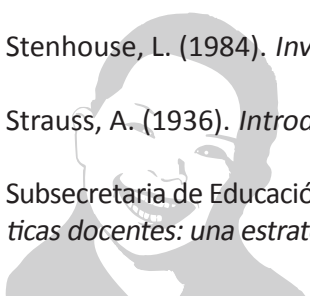 Stenhouse, L. (1984). Inv
Strauss, A. (1936). Introd
Subsecretaria de Educació
ticas docentes: una estrat